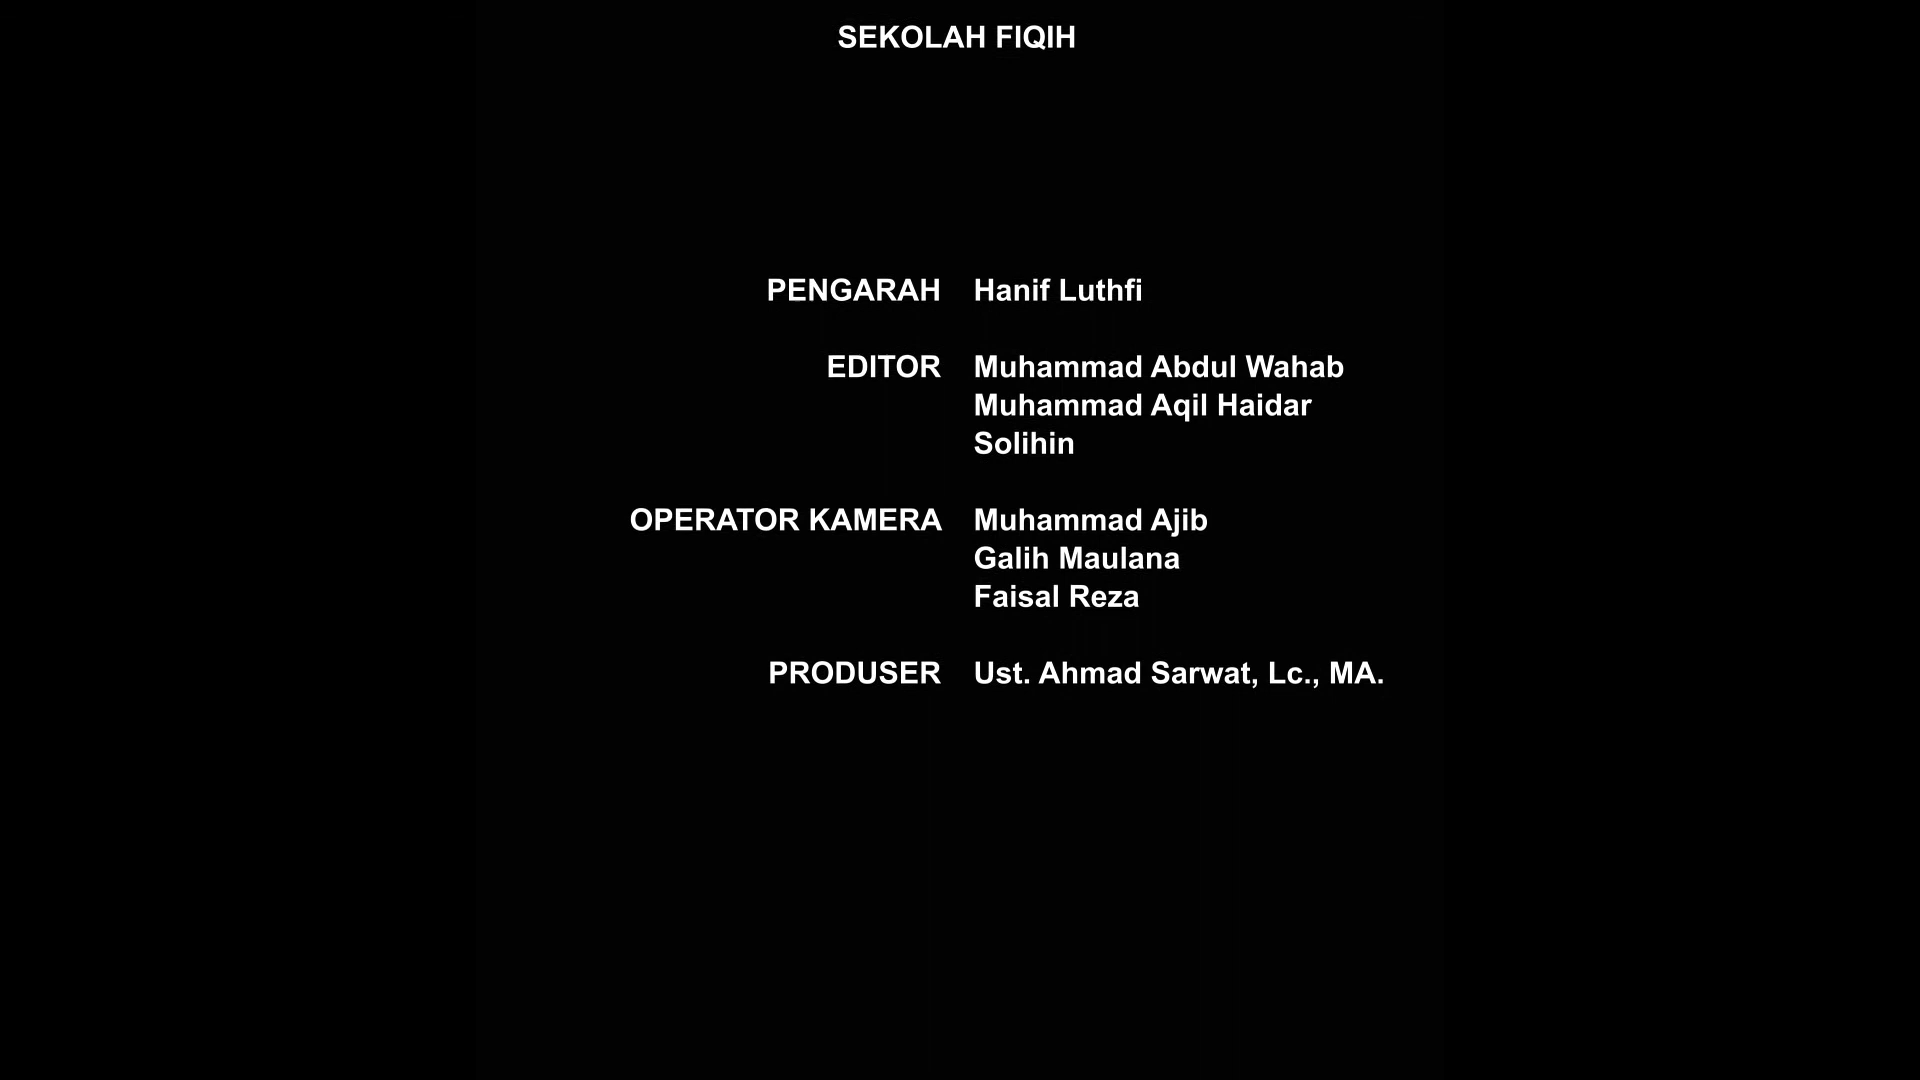 SEKOLAH FIQIH
PENGARAH Hanif Luthfi
EDITOR Muhammad Abdul Wahab
Muhammad Aqil Haidar
Solihin
OPERATOR KAMERA Muhammad Ajib
Galih Maulana
Faisal Reza
PRODUSER Ust. Ahmad Sarwat, Lc., MA.